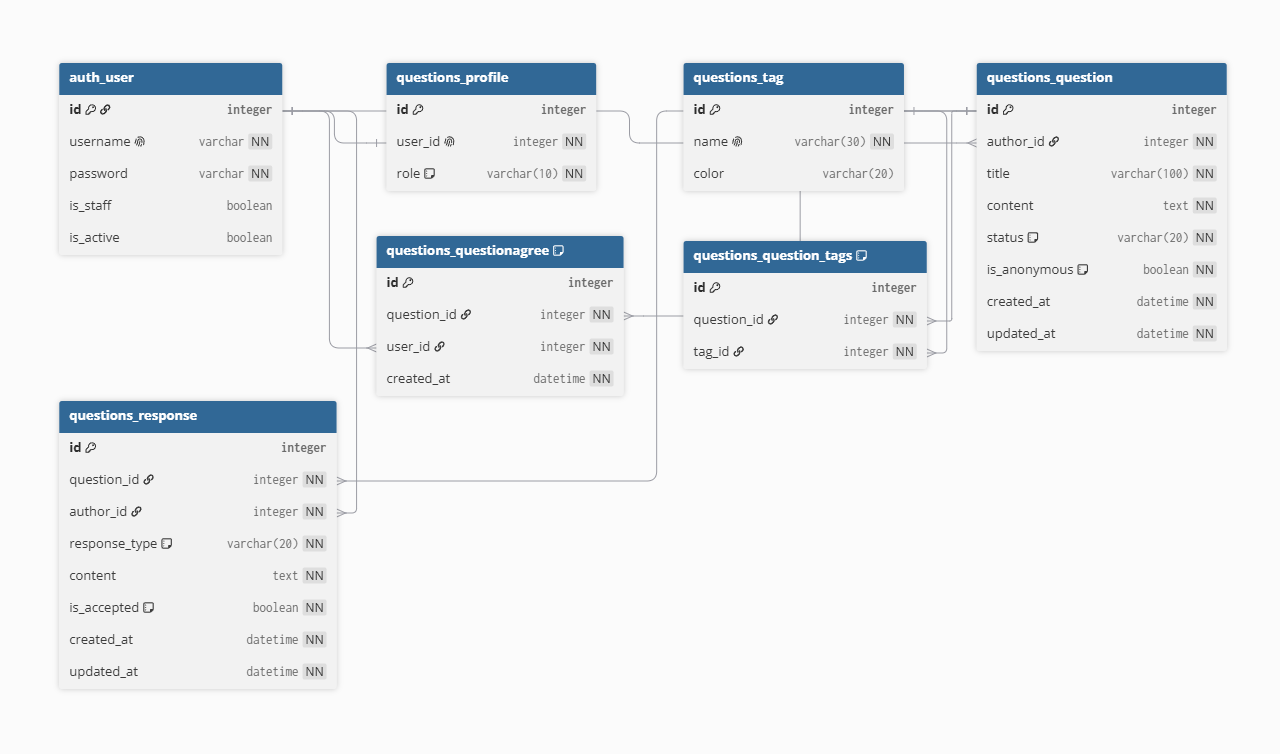 auth_user
id integer
username varchar NN
password varchar NN
is_staff boolean
is_active boolean
questions_profile
id integer
user_id integer NN
role varchar(10) NN
questions_tag
id integer
name varchar(30) NN
color varchar(20)
questions_question
id integer
author_id integer NN
title varchar(100) NN
content text NN
status varchar(20) NN
is_anonymous boolean NN
created_at datetime NN
updated_at datetime NN
questions_questionagree
id integer
question_id integer NN
user_id integer NN
created_at datetime NN
questions_question_tags
id integer
question_id integer NN
tag_id integer NN
questions_response
id integer
question_id integer NN
author_id integer NN
response_type varchar(20) NN
content text NN
is_accepted boolean NN
created_at datetime NN
updated_at datetime NN